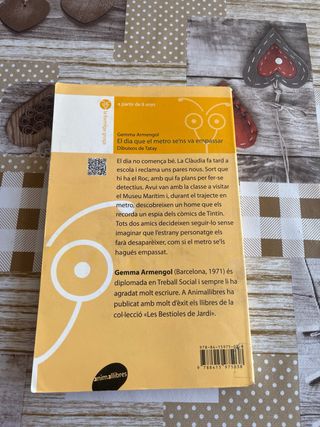 la formiga groga
a partir de 8 anys
Gemma Armengol
El dia que el metro se'ns va empassar
Dibuixos de Tatay
El dia no comença bé. La Clàudia fa tard a
escola i reclama uns pares nous. Sort que
hi ha el Roc, amb qui fa plans per fer-se
detectius. Avui van amb la classe a visitar
el Museu Marítim i, durant el trajecte en
metro, descobreixen un home que els
recorda un espia dels còmics de Tintín.
Tots dos amics decideixen seguir-lo sense
imaginar que l'estrany personatge els
farà desaparèixer, com si el metro se'ls
hagués empassat.
Gemma Armengol (Barcelona, 1971) és
diplomada en Treball Social i sempre li ha
agradat molt escriure. A Animallibres ha
publicat amb molt d'èxit els llibres de la
col·lecció «Les Bestioles de Jardí».
animallibres